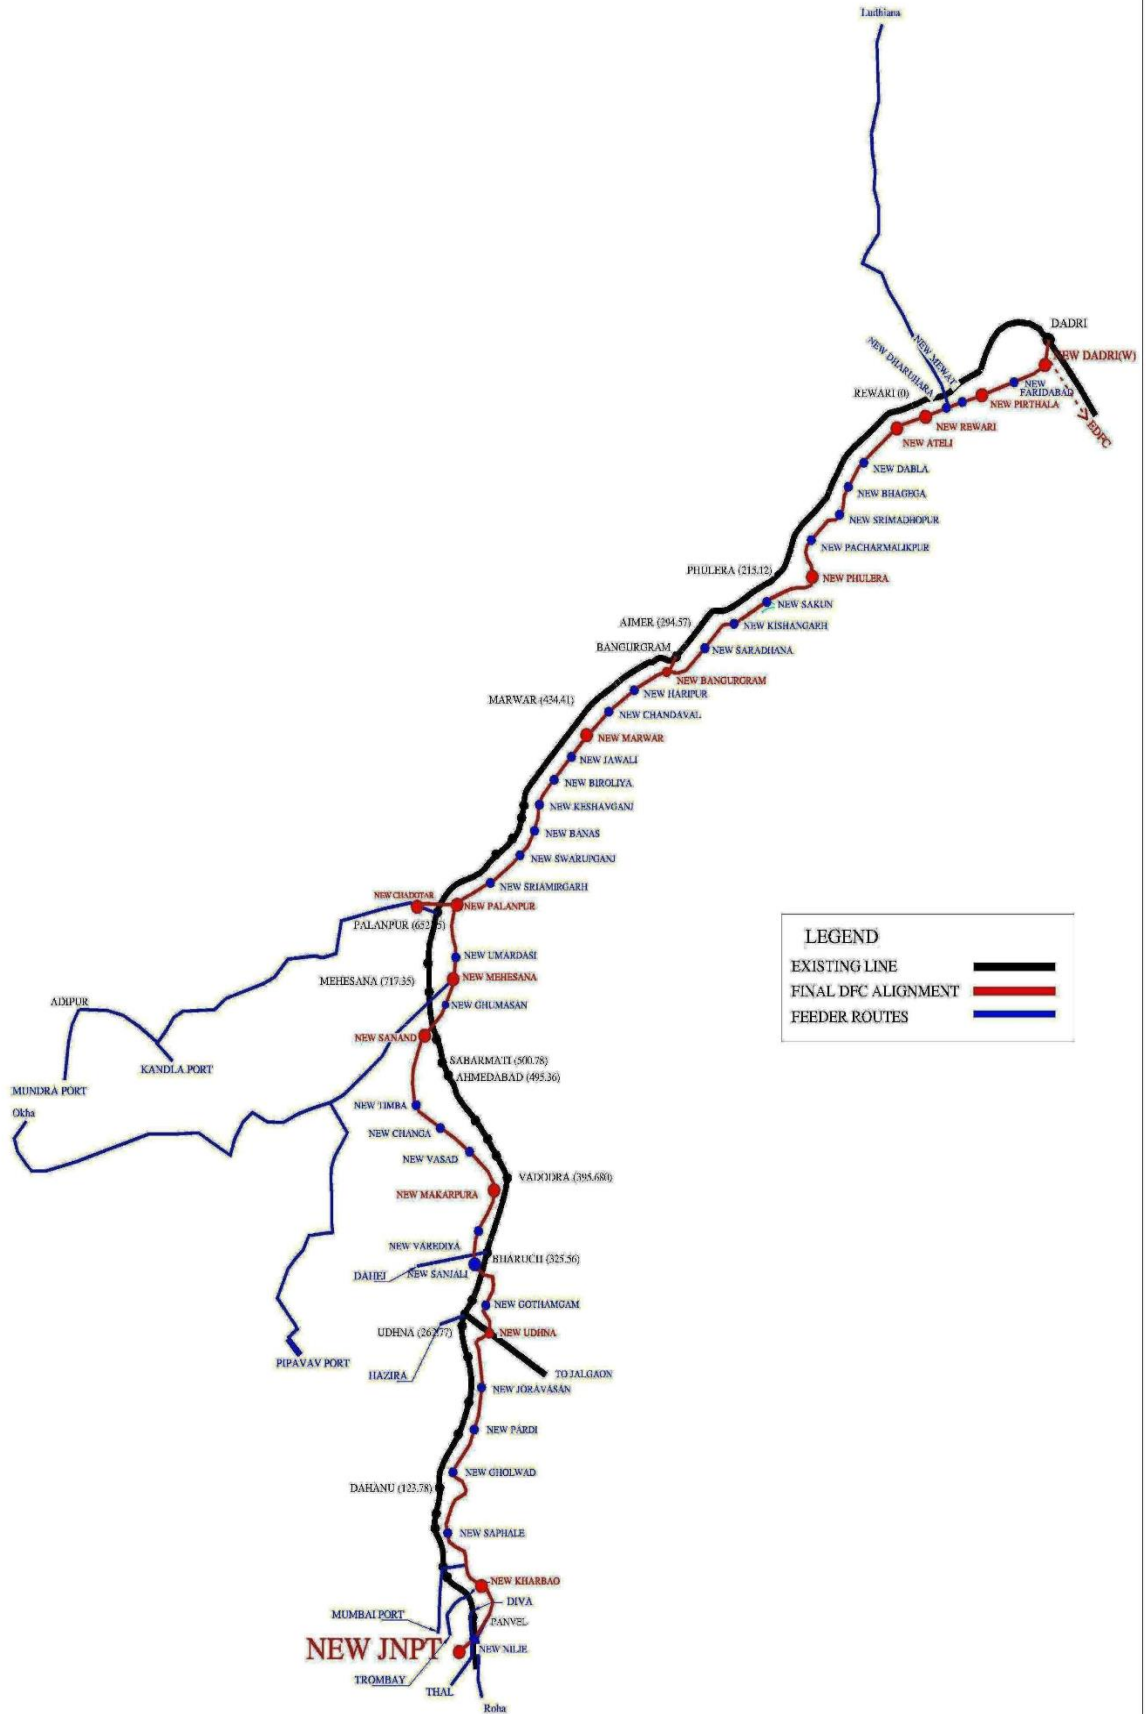 Ludhiana
DADRI
NEW DADRI(W)
NEW MEWAT
NEW DHARUHARA
NEW
FARIDABAD
REWARI (0)
NEW PIRTHALA
EDFC
NEW REWARI
NEW ATELI
NEW DABLA
NEW BHAGEGA
NEW SRIMADHOPUR
NEW PACHARMALIKPUR
PHULERA (215.12)
NEW PHULERA
NEW SAKUN
AJMER (294.57)
NEW KISHANGARH
BANGURGRAM
NEW SARADHANA
NEW BANGURGRAM
NEW HARIPUR
MARWAR (434.41)
NEW CHANDAVAL
NEW MARWAR
NEW JAWALI
NEW BIROLIYA
NEW KESHAVGANJ
NEW BANAS
NEW SWARUPGANJ
NEW SRIAMIRGARH
NEW CHADOTAR
NEW PALANPUR
PALANPUR
LEGEND
EXISTING LINE
FINAL DFC ALIGNMENT
FEEDER ROUTES
NEW UMARDASI
MEHESANA (717.35)
NEW MEHESANA
ADIPUR
NEW GHUMASAN
NEW SANAND
SABARMATI (500.78)
KANDLA PORT
AHMEDABAD (495.36)
MUNDRA PORT
Okha
NEW TIMBA
NEW CHANGA
NEW VASAD
VADODRA (395.680)
NEW MAKARPURA
NEW VAREDIYA
BHARUCH (325.56)
DAHEJ
NEW SANJALI
NEW GOTHAMGAM
UDHNA (262.77)
NEW UDHNA
PIPAVAV PORT
HAZIRA
TO JALGAON
NEW JORAVASAN
NEW PARDI
NEW GHOLWAD
DAHANU (123.78)
NEW SAPHALE
NEW KHARBAO
DIVA
MUMBAI PORT
PANVEL
NEW JNPT
NEW NILJE
TROMBAY
THAL
Roha